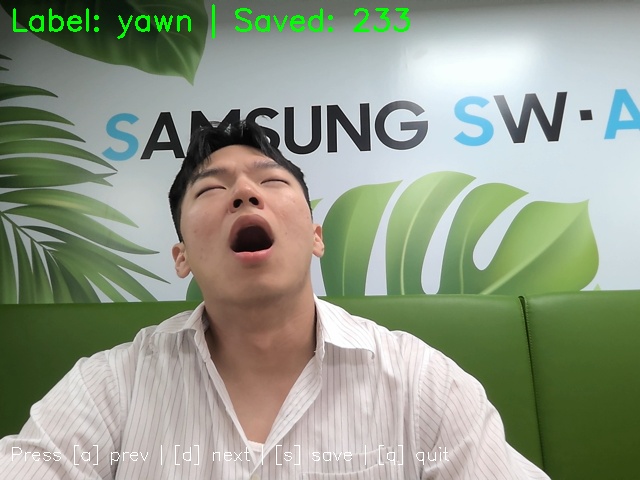 Label: yawn | Saved: 233
SAMSUNG SW·A
Press [a] prev | [d] next | [s] save | [q] quit